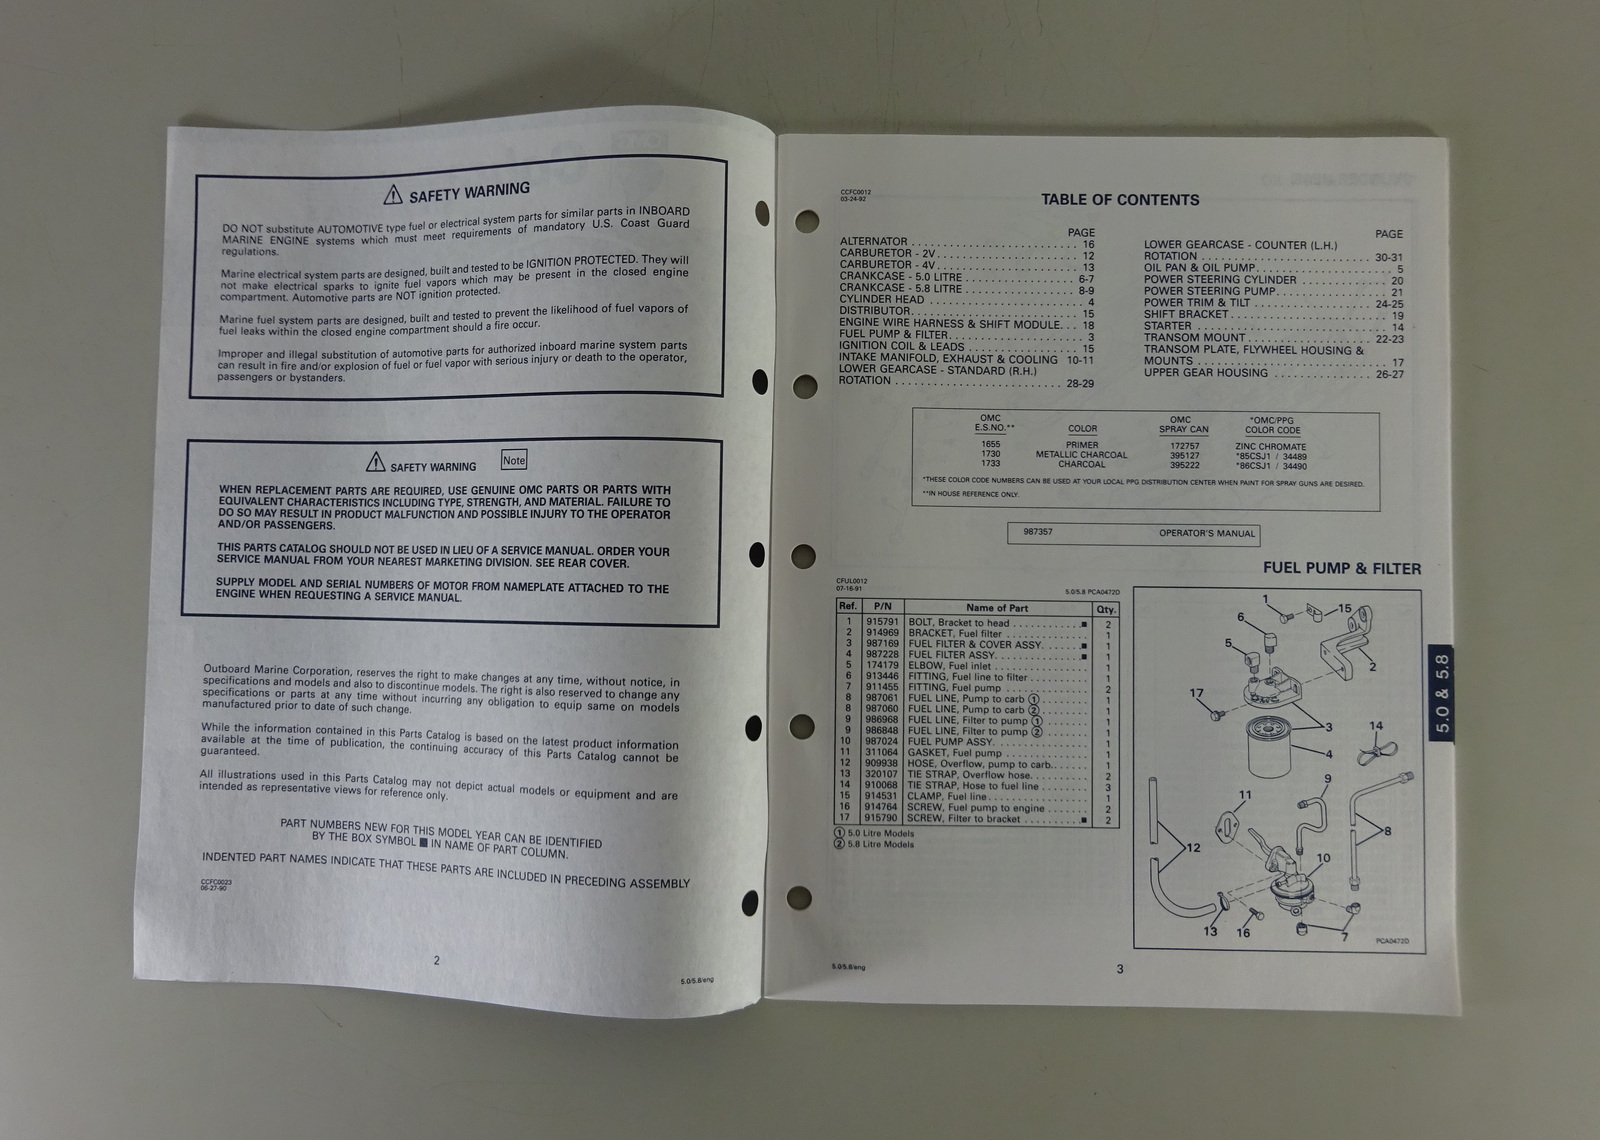 SAFETY WARNING
DO NOT substitute AUTOMOTIVE type fuel or electrical system parts for similar parts in INBOARD
MARINE ENGINE systems which must meet requirements of mandatory U.S. Coast Guard
regulations.
Marine electrical system parts are designed, built and tested to be IGNITION PROTECTED. They will
not make electrical sparks to ignite fuel vapors which may be present in the closed engine
compartment. Automotive parts are NOT ignition protected.
Marine fuel system parts are designed, built and tested to prevent the likelihood of fuel vapors of
fuel leaks within the closed engine compartment should a fire occur.
Improper and illegal substitution of automotive parts for authorized inboard marine system parts
can result in fire and/or explosion of fuel or fuel vapor with serious injury or death to the operator,
passengers or bystanders.
SAFETY WARNING Note
WHEN REPLACEMENT PARTS ARE REQUIRED, USE GENUINE OMC PARTS OR PARTS WITH
EQUIVALENT CHARACTERISTICS INCLUDING TYPE, STRENGTH, AND MATERIAL. FAILURE TO
DO SO MAY RESULT IN PRODUCT MALFUNCTION AND POSSIBLE INJURY TO THE OPERATOR
AND/OR PASSENGERS.
THIS PARTS CATALOG SHOULD NOT BE USED IN LIEU OF A SERVICE MANUAL. ORDER YOUR
SERVICE MANUAL FROM YOUR NEAREST MARKETING DIVISION. SEE REAR COVER.
SUPPLY MODEL AND SERIAL NUMBERS OF MOTOR FROM NAMEPLATE ATTACHED TO THE
ENGINE WHEN REQUESTING A SERVICE MANUAL.
Outboard Marine Corporation, reserves the right to make changes at any time, without notice, in
specifications and models and also to discontinue models. The right is also reserved to change any
specifications or parts at any time without incurring any obligation to equip same on models
manufactured prior to date of such change.
While the information contained in this Parts Catalog is based on the latest product information
available at the time of publication, the continuing accuracy of this Parts Catalog cannot be
guaranteed.
All illustrations used in this Parts Catalog may not depict actual models or equipment and are
intended as representative views for reference only.
PART NUMBERS NEW FOR THIS MODEL YEAR CAN BE IDENTIFIED
BY THE BOX SYMBOL ■ IN NAME OF PART COLUMN.
INDENTED PART NAMES INDICATE THAT THESE PARTS ARE INCLUDED IN PRECEDING ASSEMBLY
CCFC0023
06-27-90
2
5.0/5.8/eng
CCFC0012
03-24-92
TABLE OF CONTENTS
PAGE
ALTERNATOR . . . . . 16
CARBURETOR - 2V . . . . . 12
CARBURETOR - 4V . . . . . 13
CRANKCASE - 5.0 LITRE . . . . . 6-7
CRANKCASE - 5.8 LITRE . . . . . 8-9
CYLINDER HEAD . . . . . 4
DISTRIBUTOR . . . . . 15
ENGINE WIRE HARNESS & SHIFT MODULE. . . 18
FUEL PUMP & FILTER . . . . . 3
IGNITION COIL & LEADS . . . . . 15
INTAKE MANIFOLD, EXHAUST & COOLING 10-11
LOWER GEARCASE - STANDARD (R.H.)
ROTATION . . . . . 28-29
PAGE
LOWER GEARCASE - COUNTER (L.H.)
ROTATION . . . . . 30-31
OIL PAN & OIL PUMP . . . . . 5
POWER STEERING CYLINDER . . . . . 20
POWER STEERING PUMP . . . . . 21
POWER TRIM & TILT . . . . . 24-25
SHIFT BRACKET . . . . . 19
STARTER . . . . . 14
TRANSOM MOUNT . . . . . 22-23
TRANSOM PLATE, FLYWHEEL HOUSING &
MOUNTS . . . . . 17
UPPER GEAR HOUSING . . . . . 26-27
OMC OMC *OMC/PPG
E.S.NO.** COLOR SPRAY CAN COLOR CODE
1655 PRIMER 172757 ZINC CHROMATE
1730 METALLIC CHARCOAL 395127 *85CSJ1 / 34489
1733 CHARCOAL 395222 *86CSJ1 / 34490
*THESE COLOR CODE NUMBERS CAN BE USED AT YOUR LOCAL PPG DISTRIBUTION CENTER WHEN PAINT FOR SPRAY GUNS ARE DESIRED.
**IN HOUSE REFERENCE ONLY.
987357 OPERATOR'S MANUAL
FUEL PUMP & FILTER
CFUL0012
07-16-91
5.0/5.8 PCA0472D
Ref. P/N Name of Part Qty.
1 915791 BOLT, Bracket to head . . . . . ■ 2
2 914969 BRACKET, Fuel filter . . . . . 1
3 987169 FUEL FILTER & COVER ASSY . . . . . ■ 1
4 987228 FUEL FILTER ASSY . . . . . ■ 1
5 174179 ELBOW, Fuel inlet . . . . . 1
6 913446 FITTING, Fuel line to filter . . . . . 1
7 911455 FITTING, Fuel pump . . . . . 2
8 987061 FUEL LINE, Pump to carb ① . . . . . 1
8 987060 FUEL LINE, Pump to carb ② . . . . . 1
9 986968 FUEL LINE, Filter to pump ① . . . . . 1
9 986848 FUEL LINE, Filter to pump ② . . . . . 1
10 987024 FUEL PUMP ASSY . . . . . 1
11 311064 GASKET, Fuel pump . . . . . 1
12 909938 HOSE, Overflow, pump to carb. . . . . . 1
13 320107 TIE STRAP, Overflow hose . . . . . 2
14 910068 TIE STRAP, Hose to fuel line . . . . . 3
15 914531 CLAMP, Fuel line . . . . . 1
16 914764 SCREW, Fuel pump to engine . . . . . 2
17 915790 SCREW, Filter to bracket . . . . . ■ 2
① 5.0 Litre Models
② 5.8 Litre Models
1
15
6
5
2
17
3
14
4
9
11
8
12
10
13
16
7
PCA0472D
5.0 & 5.8
5.0/5.8/eng
3